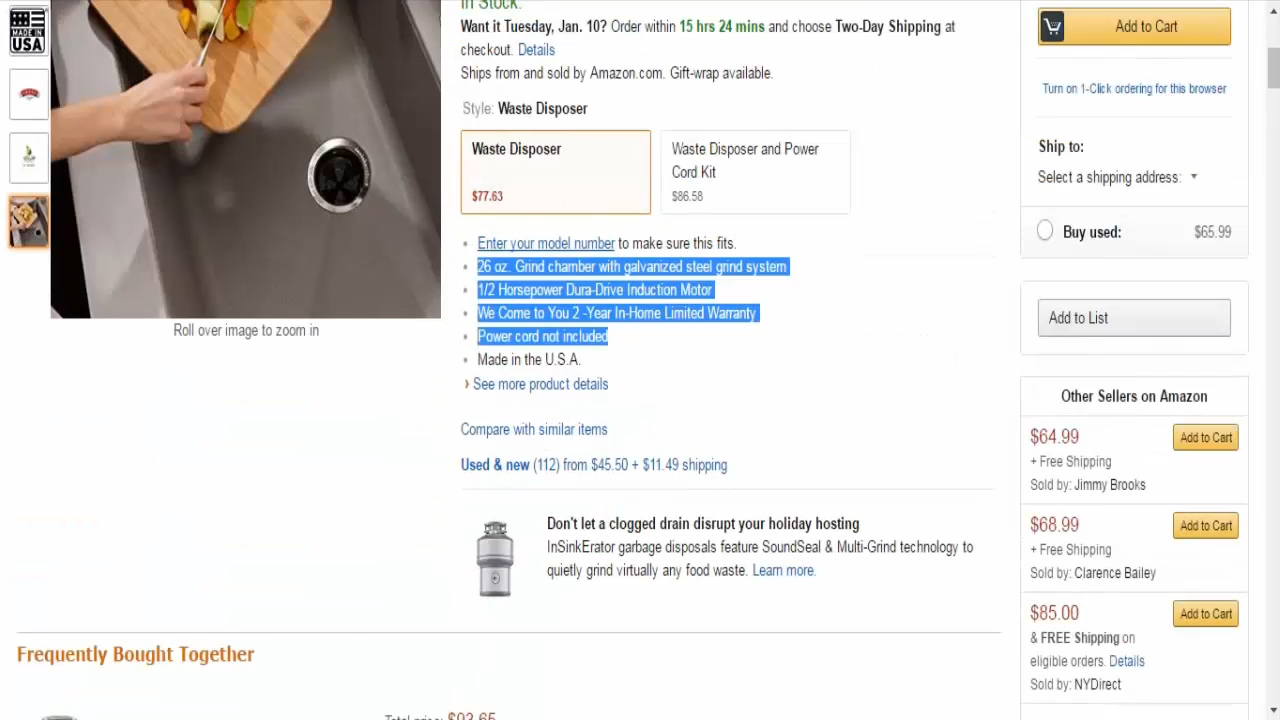 MADE IN
USA
In Stock.
Want it Tuesday, Jan. 10? Order within 15 hrs 24 mins and choose Two-Day Shipping at
checkout. Details
Ships from and sold by Amazon.com. Gift-wrap available.
Style: Waste Disposer
Waste Disposer
$77.63
Waste Disposer and Power
Cord Kit
$86.58
Enter your model number to make sure this fits.
26 oz. Grind chamber with galvanized steel grind system
1/2 Horsepower Dura-Drive Induction Motor
We Come to You 2 -Year In-Home Limited Warranty
Power cord not included
Made in the U.S.A.
› See more product details
Roll over image to zoom in
Compare with similar items
Used & new (112) from $45.50 + $11.49 shipping
Don't let a clogged drain disrupt your holiday hosting
InSinkErator garbage disposals feature SoundSeal & Multi-Grind technology to
quietly grind virtually any food waste. Learn more.
Frequently Bought Together
Total price: $93.65
Add to Cart
Turn on 1-Click ordering for this browser
Ship to:
Select a shipping address:
Buy used: $65.99
Add to List
Other Sellers on Amazon
$64.99 Add to Cart
+ Free Shipping
Sold by: Jimmy Brooks
$68.99 Add to Cart
+ Free Shipping
Sold by: Clarence Bailey
$85.00 Add to Cart
& FREE Shipping on
eligible orders. Details
Sold by: NYDirect